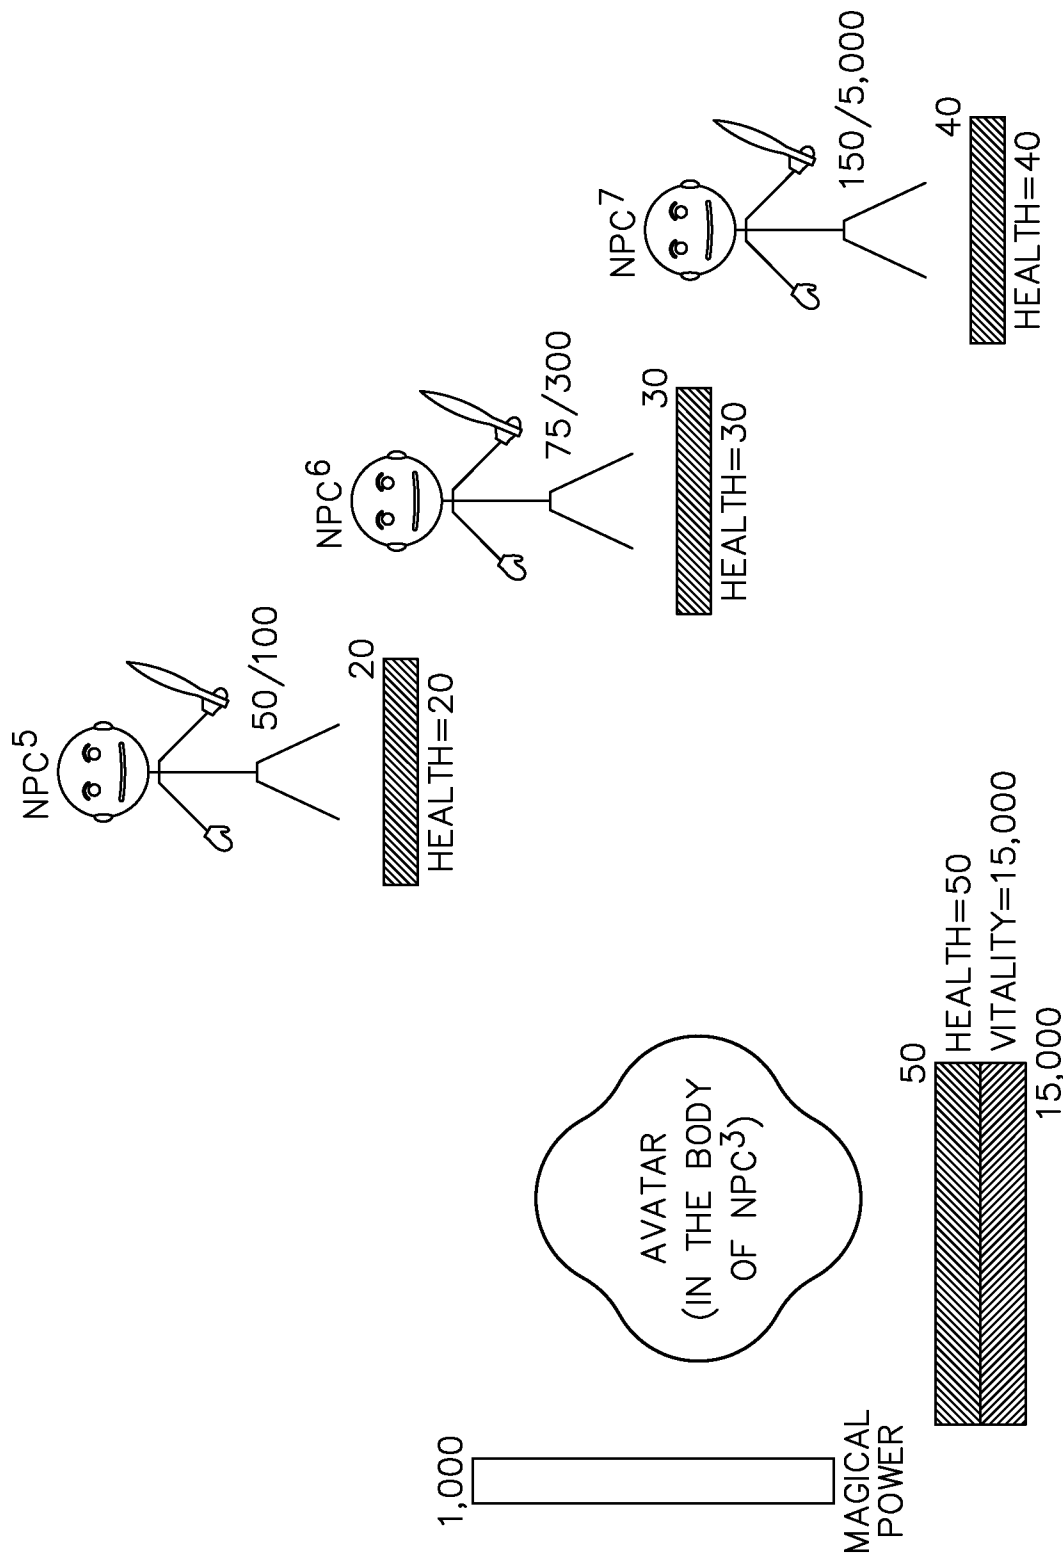 NPC5
50/100
20
HEALTH=20
NPC6
75/300
30
HEALTH=30
NPC7
150/5,000
40
HEALTH=40
1,000
MAGICAL
POWER
AVATAR
(IN THE BODY
OF NPC3)
50
HEALTH=50
VITALITY=15,000
15,000